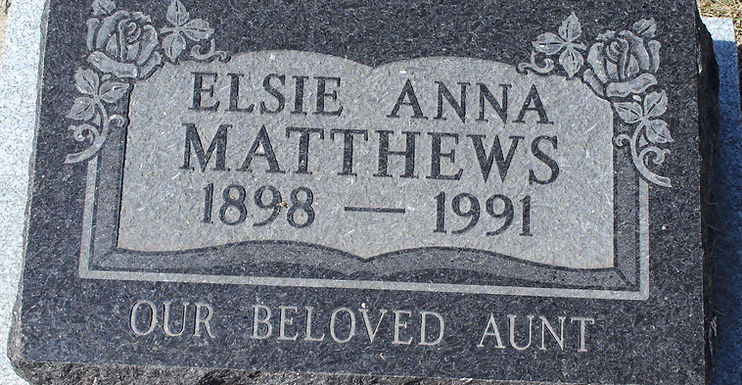 ELSIE ANNA
MATTHEWS
1898 — 1991
OUR BELOVED AUNT